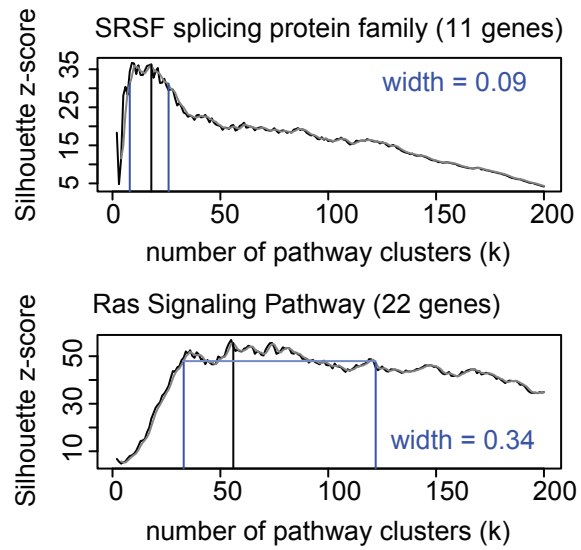 SRSF splicing protein family (11 genes)
Silhouette z-score
35
25
15
5
width = 0.09
0 50 100 150 200
number of pathway clusters (k)
Ras Signaling Pathway (22 genes)
Silhouette z-score
50
30
10
width = 0.34
0 50 100 150 200
number of pathway clusters (k)